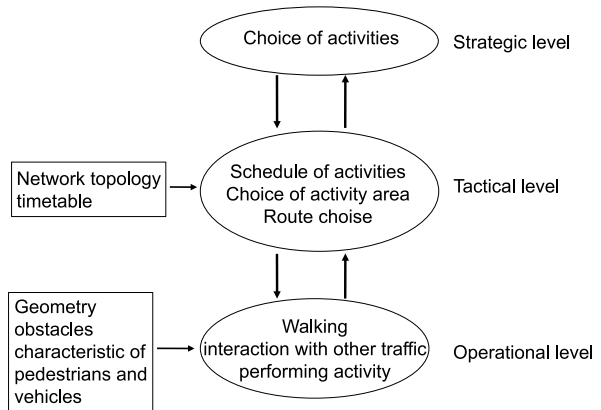 Choice of activities
Strategic level
Network topology
timetable
Schedule of activities
Choice of activity area
Route choise
Tactical level
Geometry
obstacles
characteristic of
pedestrians and
vehicles
Walking
interaction with other traffic
performing activity
Operational level